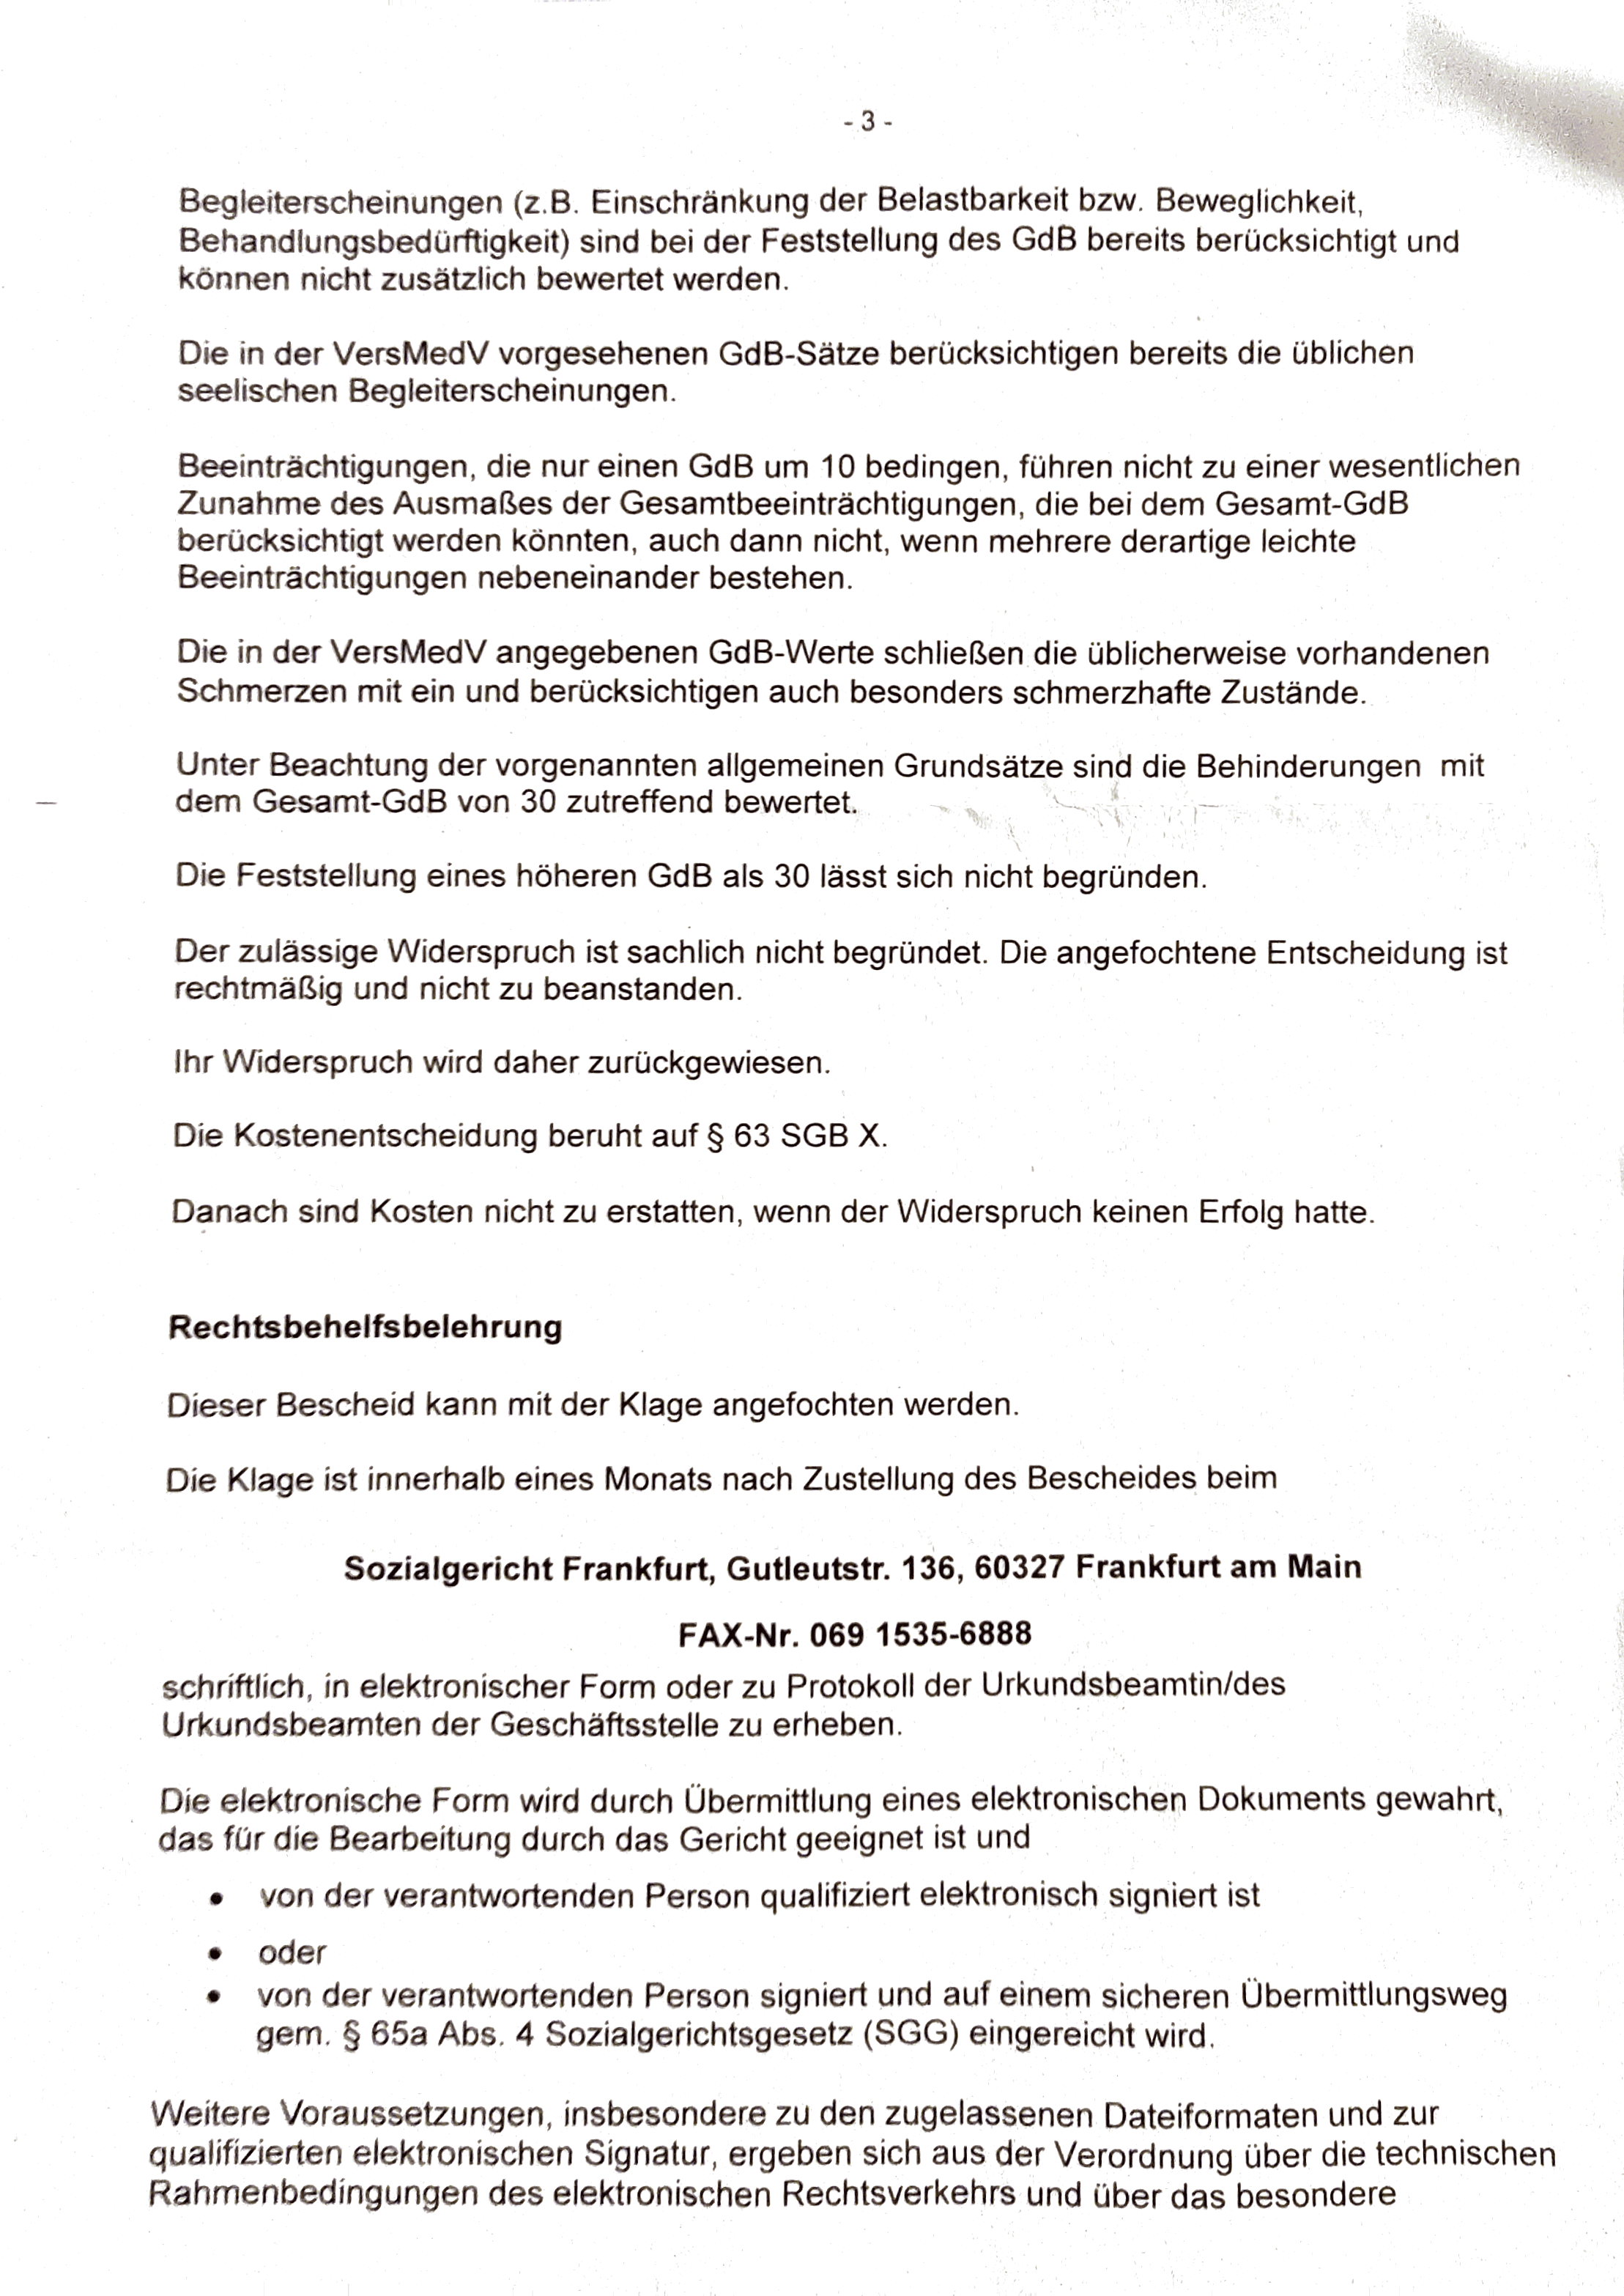 - 3 -
Begleiterscheinungen (z.B. Einschränkung der Belastbarkeit bzw. Beweglichkeit,
Behandlungsbedürftigkeit) sind bei der Feststellung des GdB bereits berücksichtigt und
können nicht zusätzlich bewertet werden.
Die in der VersMedV vorgesehenen GdB-Sätze berücksichtigen bereits die üblichen
seelischen Begleiterscheinungen.
Beeinträchtigungen, die nur einen GdB um 10 bedingen, führen nicht zu einer wesentlichen
Zunahme des Ausmaßes der Gesamtbeeinträchtigungen, die bei dem Gesamt-GdB
berücksichtigt werden könnten, auch dann nicht, wenn mehrere derartige leichte
Beeinträchtigungen nebeneinander bestehen.
Die in der VersMedV angegebenen GdB-Werte schließen die üblicherweise vorhandenen
Schmerzen mit ein und berücksichtigen auch besonders schmerzhafte Zustände.
Unter Beachtung der vorgenannten allgemeinen Grundsätze sind die Behinderungen mit
dem Gesamt-GdB von 30 zutreffend bewertet.
Die Feststellung eines höheren GdB als 30 lässt sich nicht begründen.
Der zulässige Widerspruch ist sachlich nicht begründet. Die angefochtene Entscheidung ist
rechtmäßig und nicht zu beanstanden.
Ihr Widerspruch wird daher zurückgewiesen.
Die Kostenentscheidung beruht auf § 63 SGB X.
Danach sind Kosten nicht zu erstatten, wenn der Widerspruch keinen Erfolg hatte.
Rechtsbehelfsbelehrung
Dieser Bescheid kann mit der Klage angefochten werden.
Die Klage ist innerhalb eines Monats nach Zustellung des Bescheides beim
Sozialgericht Frankfurt, Gutleutstr. 136, 60327 Frankfurt am Main
FAX-Nr. 069 1535-6888
schriftlich, in elektronischer Form oder zu Protokoll der Urkundsbeamtin/des
Urkundsbeamten der Geschäftsstelle zu erheben.
Die elektronische Form wird durch Übermittlung eines elektronischen Dokuments gewahrt,
das für die Bearbeitung durch das Gericht geeignet ist und
• von der verantwortenden Person qualifiziert elektronisch signiert ist
• oder
• von der verantwortenden Person signiert und auf einem sicheren Übermittlungsweg
gem. § 65a Abs. 4 Sozialgerichtsgesetz (SGG) eingereicht wird.
Weitere Voraussetzungen, insbesondere zu den zugelassenen Dateiformaten und zur
qualifizierten elektronischen Signatur, ergeben sich aus der Verordnung über die technischen
Rahmenbedingungen des elektronischen Rechtsverkehrs und über das besondere